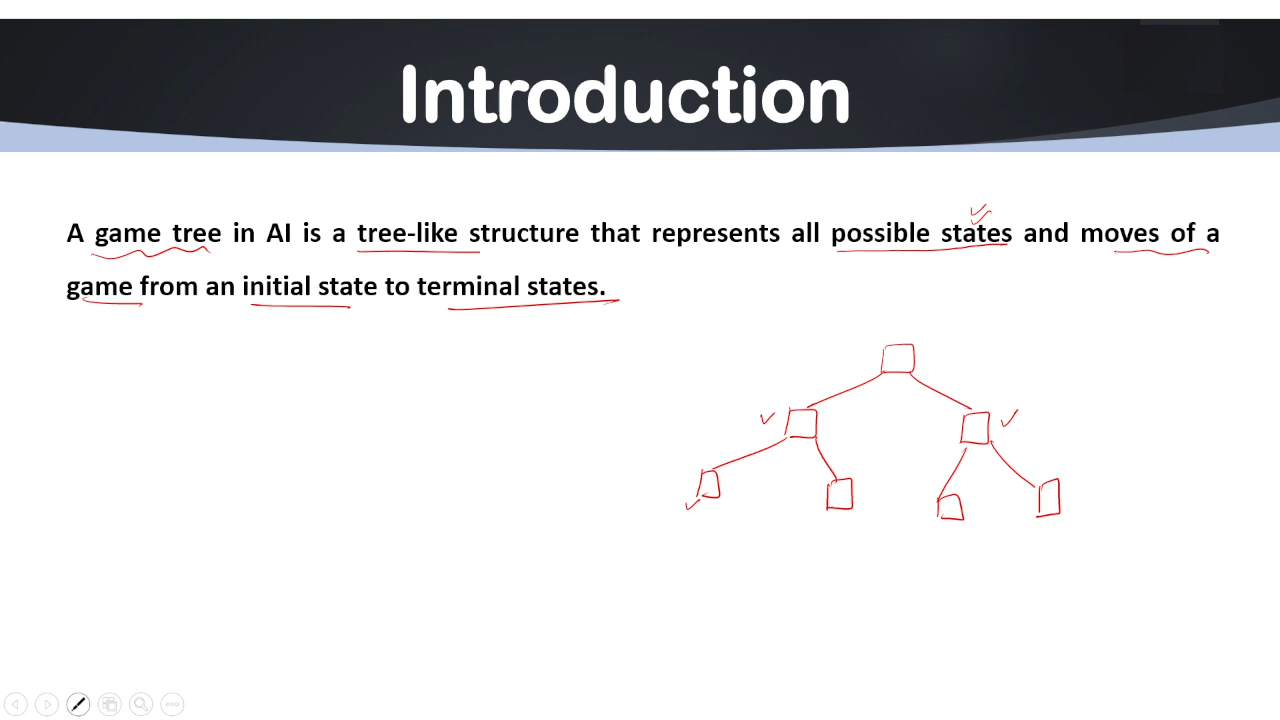 Introduction
A game tree in AI is a tree-like structure that represents all possible states and moves of a
game from an initial state to terminal states.